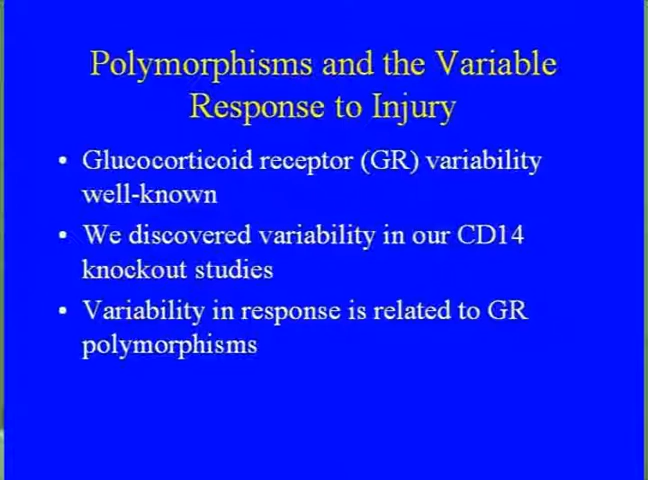 Polymorphisms and the Variable
Response to Injury
• Glucocorticoid receptor (GR) variability
well-known
• We discovered variability in our CD14
knockout studies
• Variability in response is related to GR
polymorphisms